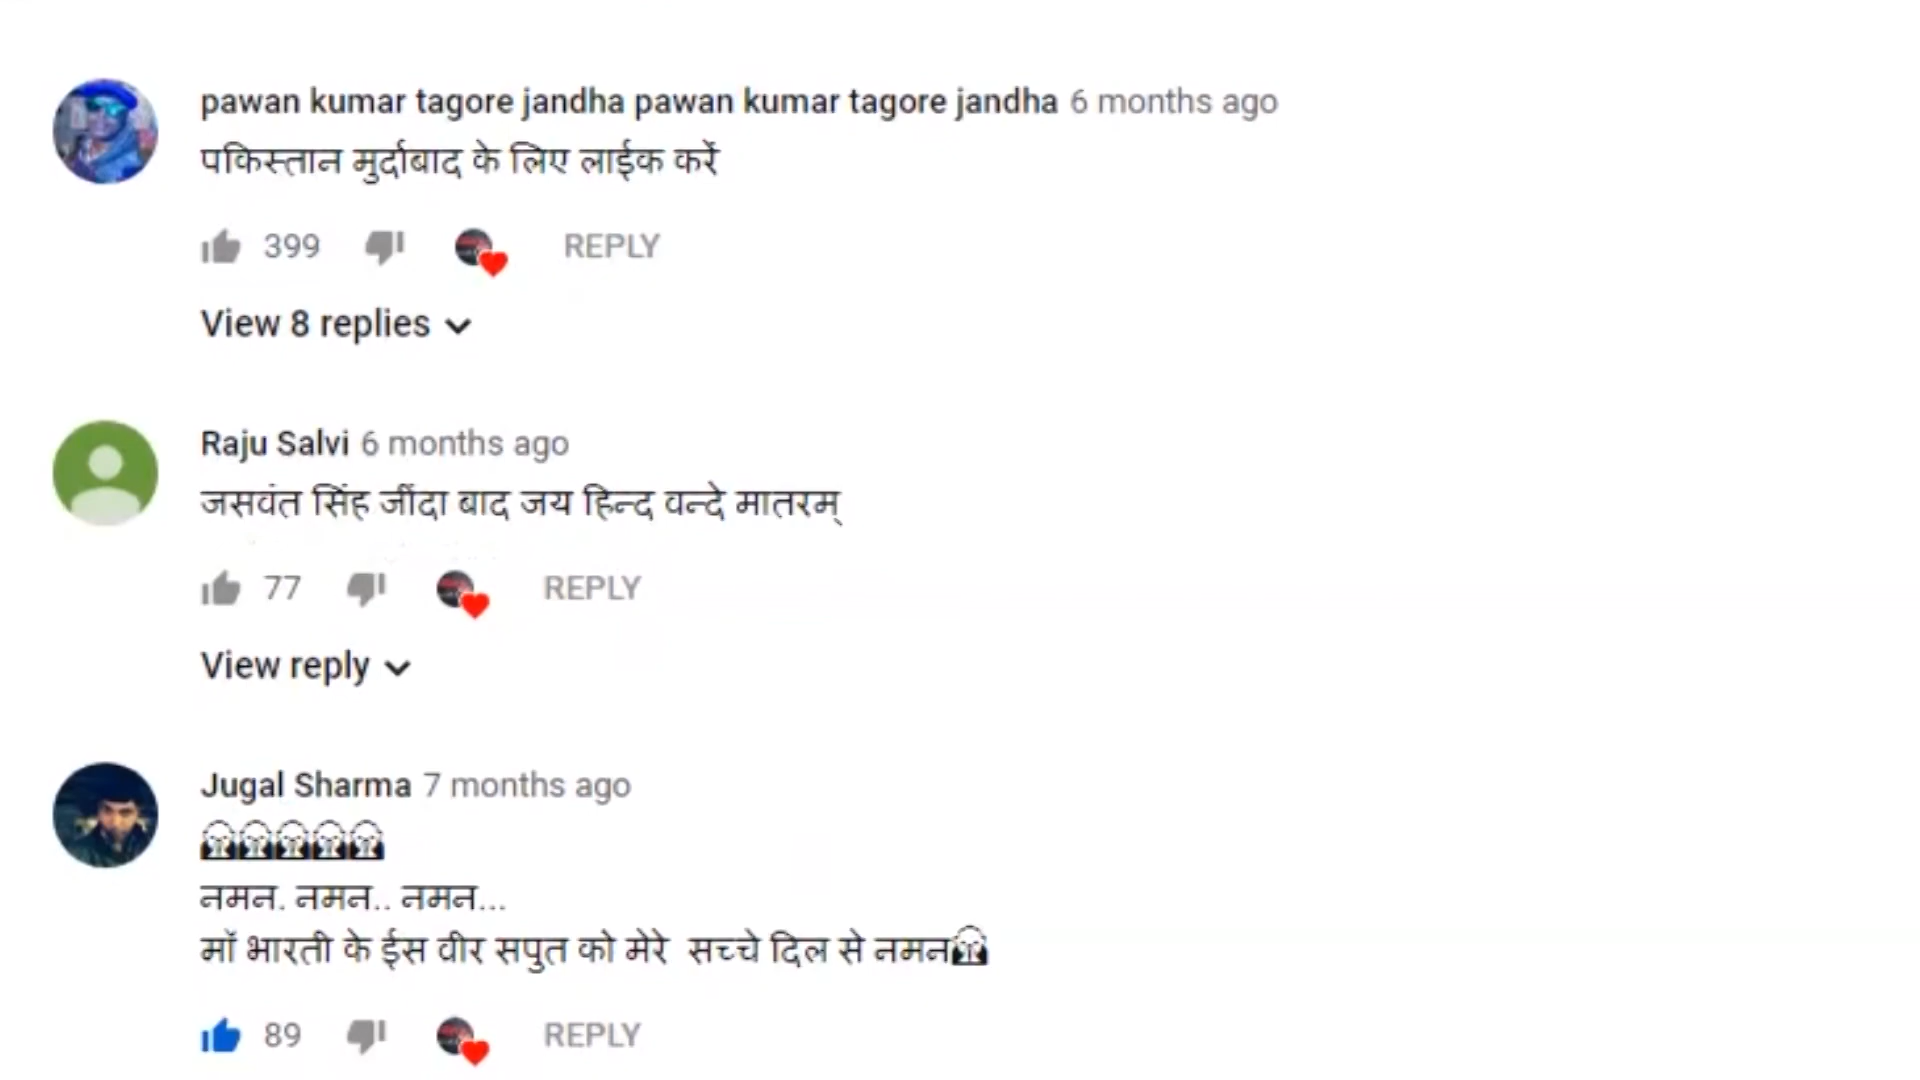 pawan kumar tagore jandha pawan kumar tagore jandha 6 months ago
पकिस्तान मुर्दाबाद के लिए लाईक करें
399 REPLY
View 8 replies
Raju Salvi 6 months ago
जसवंत सिंह जींदा बाद जय हिन्द वन्दे मातरम्
77 REPLY
View reply
Jugal Sharma 7 months ago
नमन. नमन.. नमन...
माॅ भारती के ईस वीर सपुत को मेरे सच्चे दिल से नमन
89 REPLY